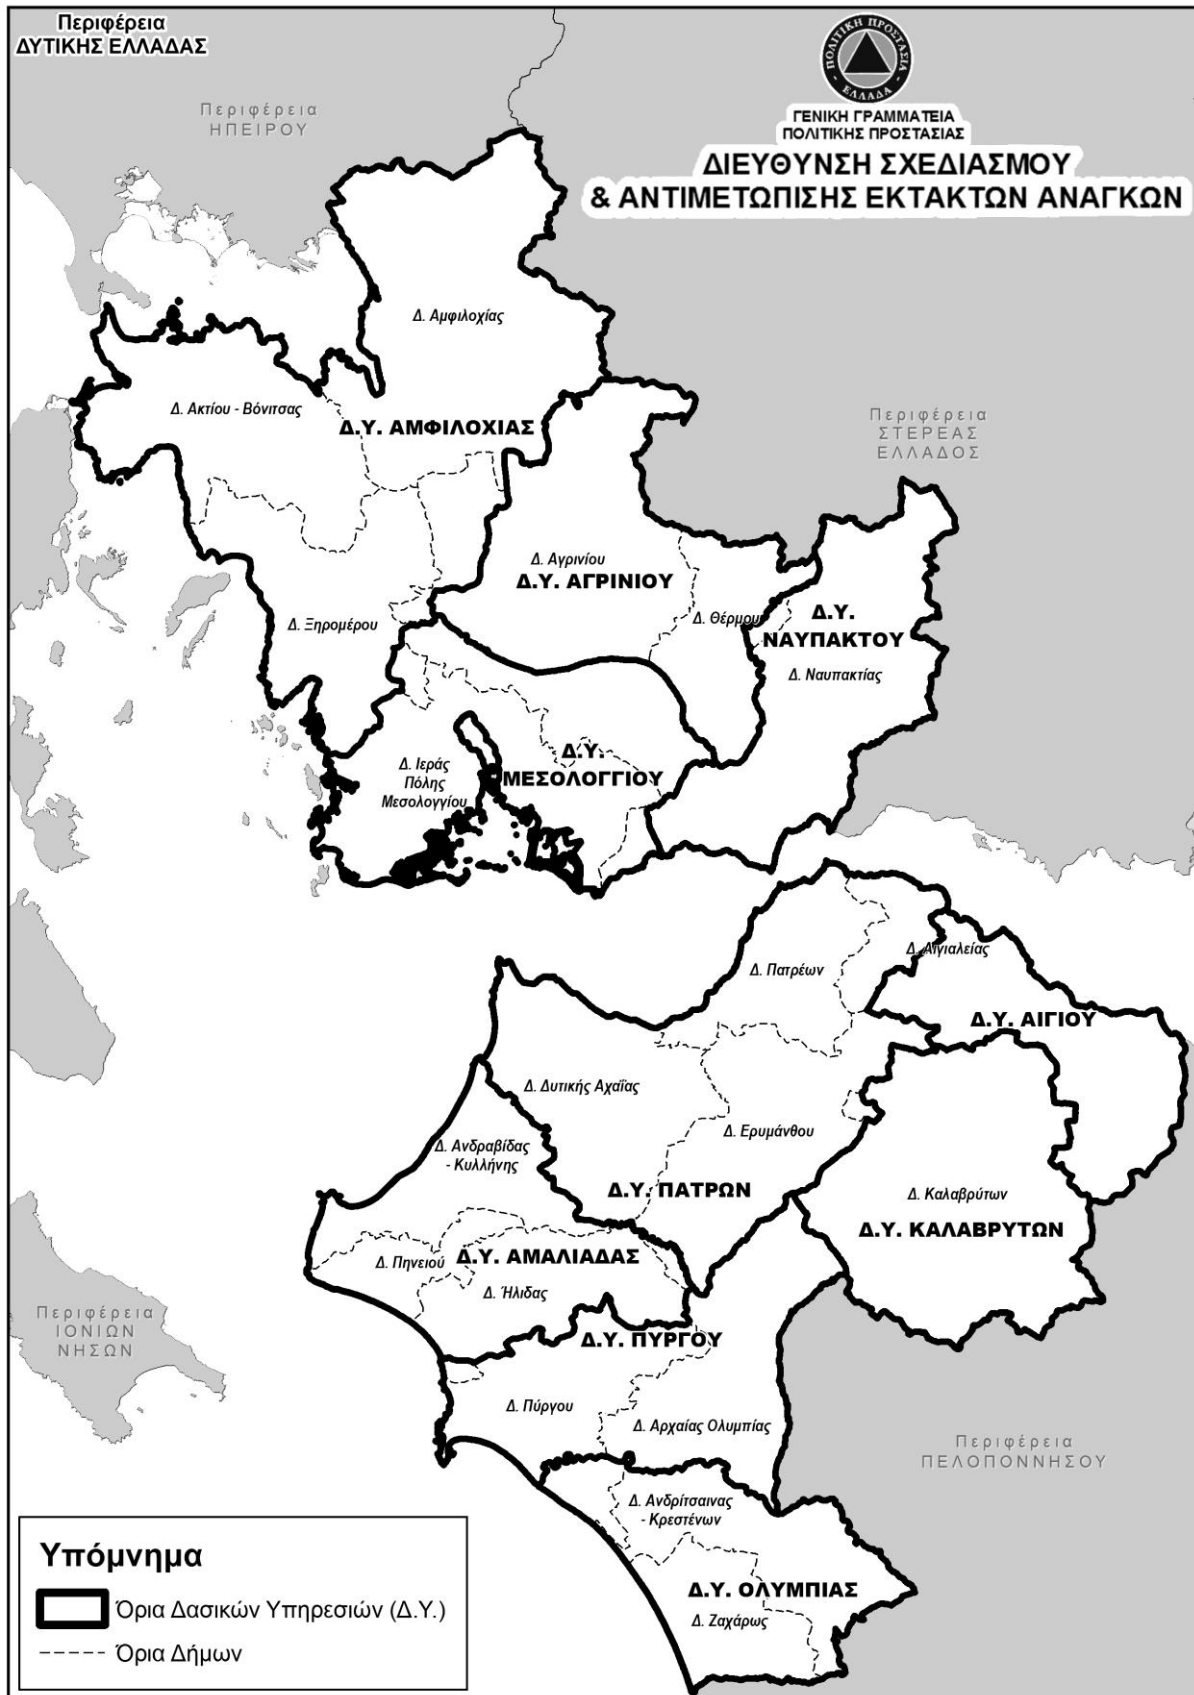 Περιφέρεια
ΔΥΤΙΚΗΣ ΕΛΛΑΔΑΣ
ΠΟΛΙΤΙΚΗ ΠΡΟΣΤΑΣΙΑ
- ΕΛΛΑΔΑ -
ΓΕΝΙΚΗ ΓΡΑΜΜΑΤΕΙΑ
ΠΟΛΙΤΙΚΗΣ ΠΡΟΣΤΑΣΙΑΣ
ΔΙΕΥΘΥΝΣΗ ΣΧΕΔΙΑΣΜΟΥ
& ΑΝΤΙΜΕΤΩΠΙΣΗΣ ΕΚΤΑΚΤΩΝ ΑΝΑΓΚΩΝ
Περιφέρεια
ΗΠΕΙΡΟΥ
Δ. Αμφιλοχίας
Δ. Ακτίου - Βόνιτσας
Δ.Υ. ΑΜΦΙΛΟΧΙΑΣ
Περιφέρεια
ΣΤΕΡΕΑΣ
ΕΛΛΑΔΟΣ
Δ. Αγρινίου
Δ.Υ. ΑΓΡΙΝΙΟΥ
Δ. Θέρμου
Δ.Υ.
ΝΑΥΠΑΚΤΟΥ
Δ. Ναυπακτίας
Δ. Ξηρομέρου
Δ.Υ.
ΜΕΣΟΛΟΓΓΙΟΥ
Δ. Ιεράς
Πόλης
Μεσολογγίου
Δ. Πατρέων
Δ. Αιγιαλείας
Δ.Υ. ΑΙΓΙΟΥ
Δ. Δυτικής Αχαΐας
Δ. Ερυμάνθου
Δ. Ανδραβίδας
- Κυλλήνης
Δ.Υ. ΠΑΤΡΩΝ
Δ. Καλαβρύτων
Δ.Υ. ΚΑΛΑΒΡΥΤΩΝ
Δ. Πηνειού
Δ.Υ. ΑΜΑΛΙΑΔΑΣ
Δ. Ήλιδας
Περιφέρεια
ΙΟΝΙΩΝ
ΝΗΣΩΝ
Δ.Υ. ΠΥΡΓΟΥ
Δ. Πύργου
Δ. Αρχαίας Ολυμπίας
Περιφέρεια
ΠΕΛΟΠΟΝΝΗΣΟΥ
Δ. Ανδρίτσαινας
- Κρεστένων
Δ.Υ. ΟΛΥΜΠΙΑΣ
Δ. Ζαχάρως
Υπόμνημα
Όρια Δασικών Υπηρεσιών (Δ.Υ.)
Όρια Δήμων